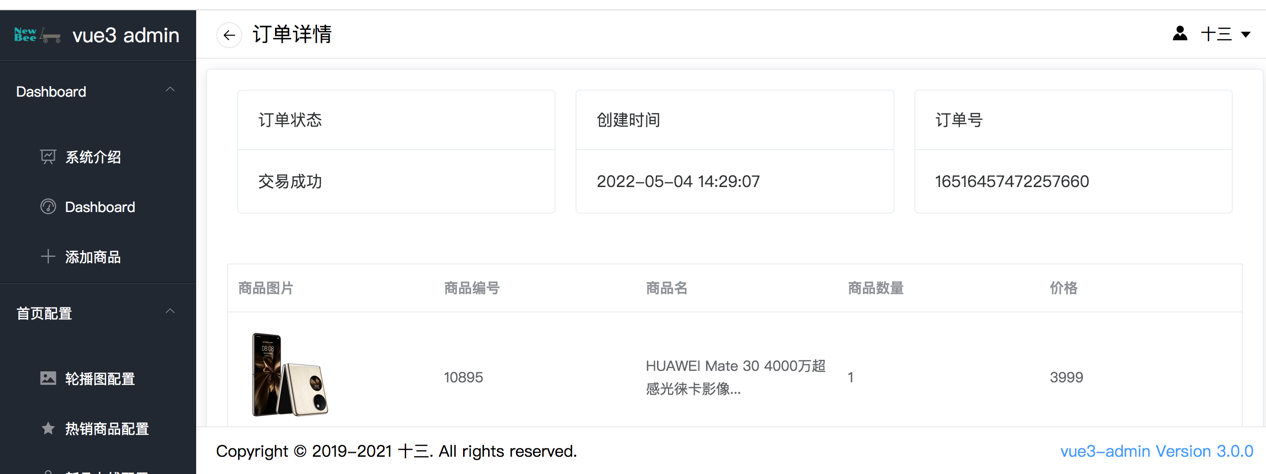 New
Bee
vue3 admin
订单详情
十三
Dashboard
系统介绍
Dashboard
添加商品
首页配置
轮播图配置
热销商品配置
订单状态
创建时间
订单号
交易成功
2022-05-04 14:29:07
16516457472257660
商品图片
商品编号
商品名
商品数量
价格
08:08
10895
HUAWEI Mate 30 4000万超
感光徕卡影像...
1
3999
Copyright © 2019-2021 十三. All rights reserved.
vue3-admin Version 3.0.0